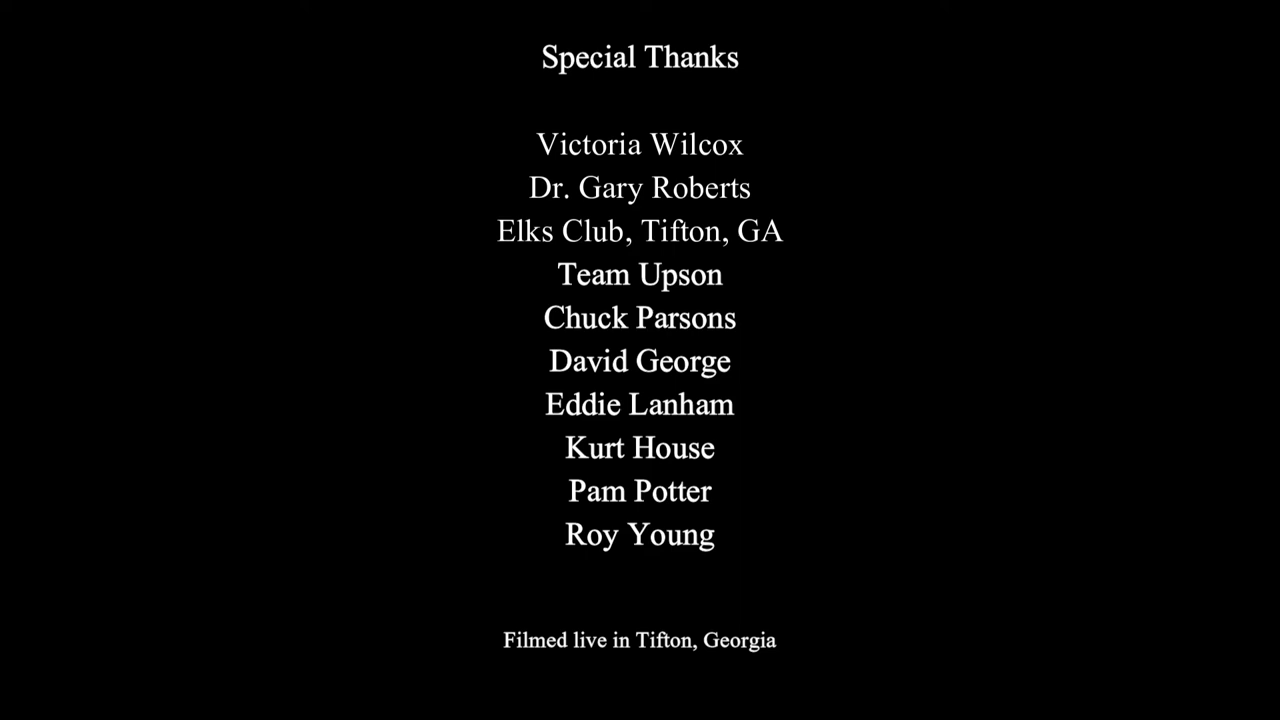 Special Thanks
Victoria Wilcox
Dr. Gary Roberts
Elks Club, Tifton, GA
Team Upson
Chuck Parsons
David George
Eddie Lanham
Kurt House
Pam Potter
Roy Young
Filmed live in Tifton, Georgia